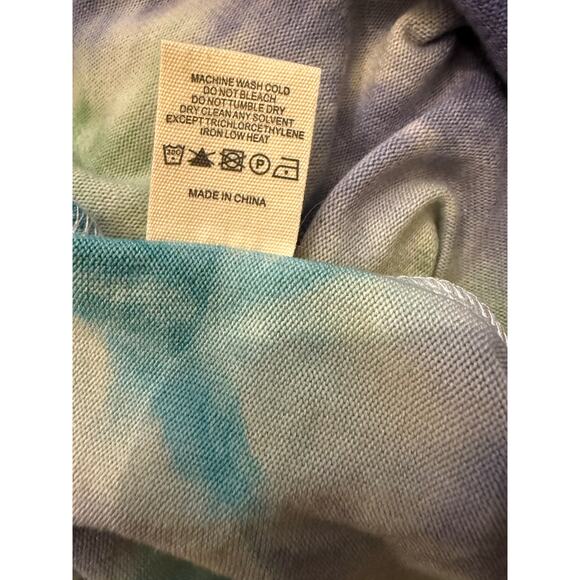 MACHINE WASH COLD
DO NOT BLEACH
DO NOT TUMBLE DRY
DRY CLEAN ANY SOLVENT
EXCEPT TRICHLORCETHYLENE
IRON LOW HEAT
P
MADE IN CHINA